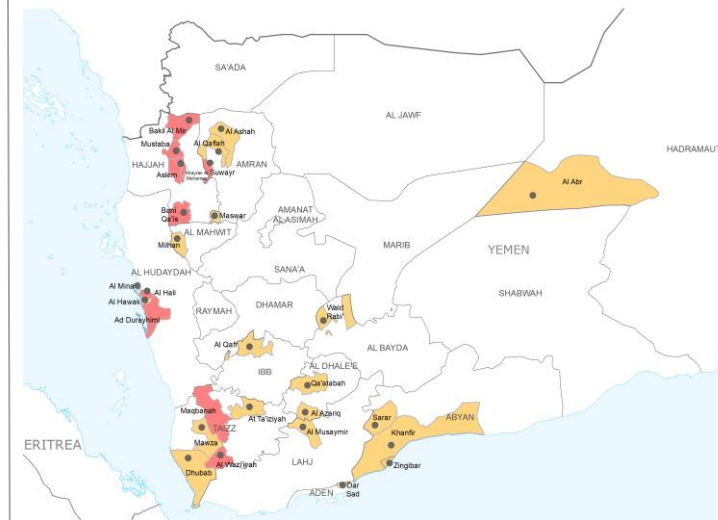 SA'ADA
AL JAWF
HADRAMAUT
Bakil Al Mir
Al Ashah
Mustaba
Al Qaflah
HAJJAH
AMRAN
Aslem
Suwayr
Al Abr
Bani
Qa'is
Maswar
AMANAT
AL ASIMAH
AL MAHWIT
Milhan
MARIB
YEMEN
SANA'A
AL HUDAYDAH
SHABWAH
Al Mina
Al Hali
Al Hawak
RAYMAH
DHAMAR
Wald
Rabi'
Ad Durayhimi
AL BAYDA
Al Qafr
IBB
AL DHALE'E
Qa'atabah
Maqbanah
At Ta'iziyah
Al Azariq
Sarar
ABYAN
TAIZZ
Al Musaymir
Khanfir
Mawza
ERITREA
Dhubab
Al Wazi'iyah
LAHJ
Zingibar
Dar
Sad
ADEN